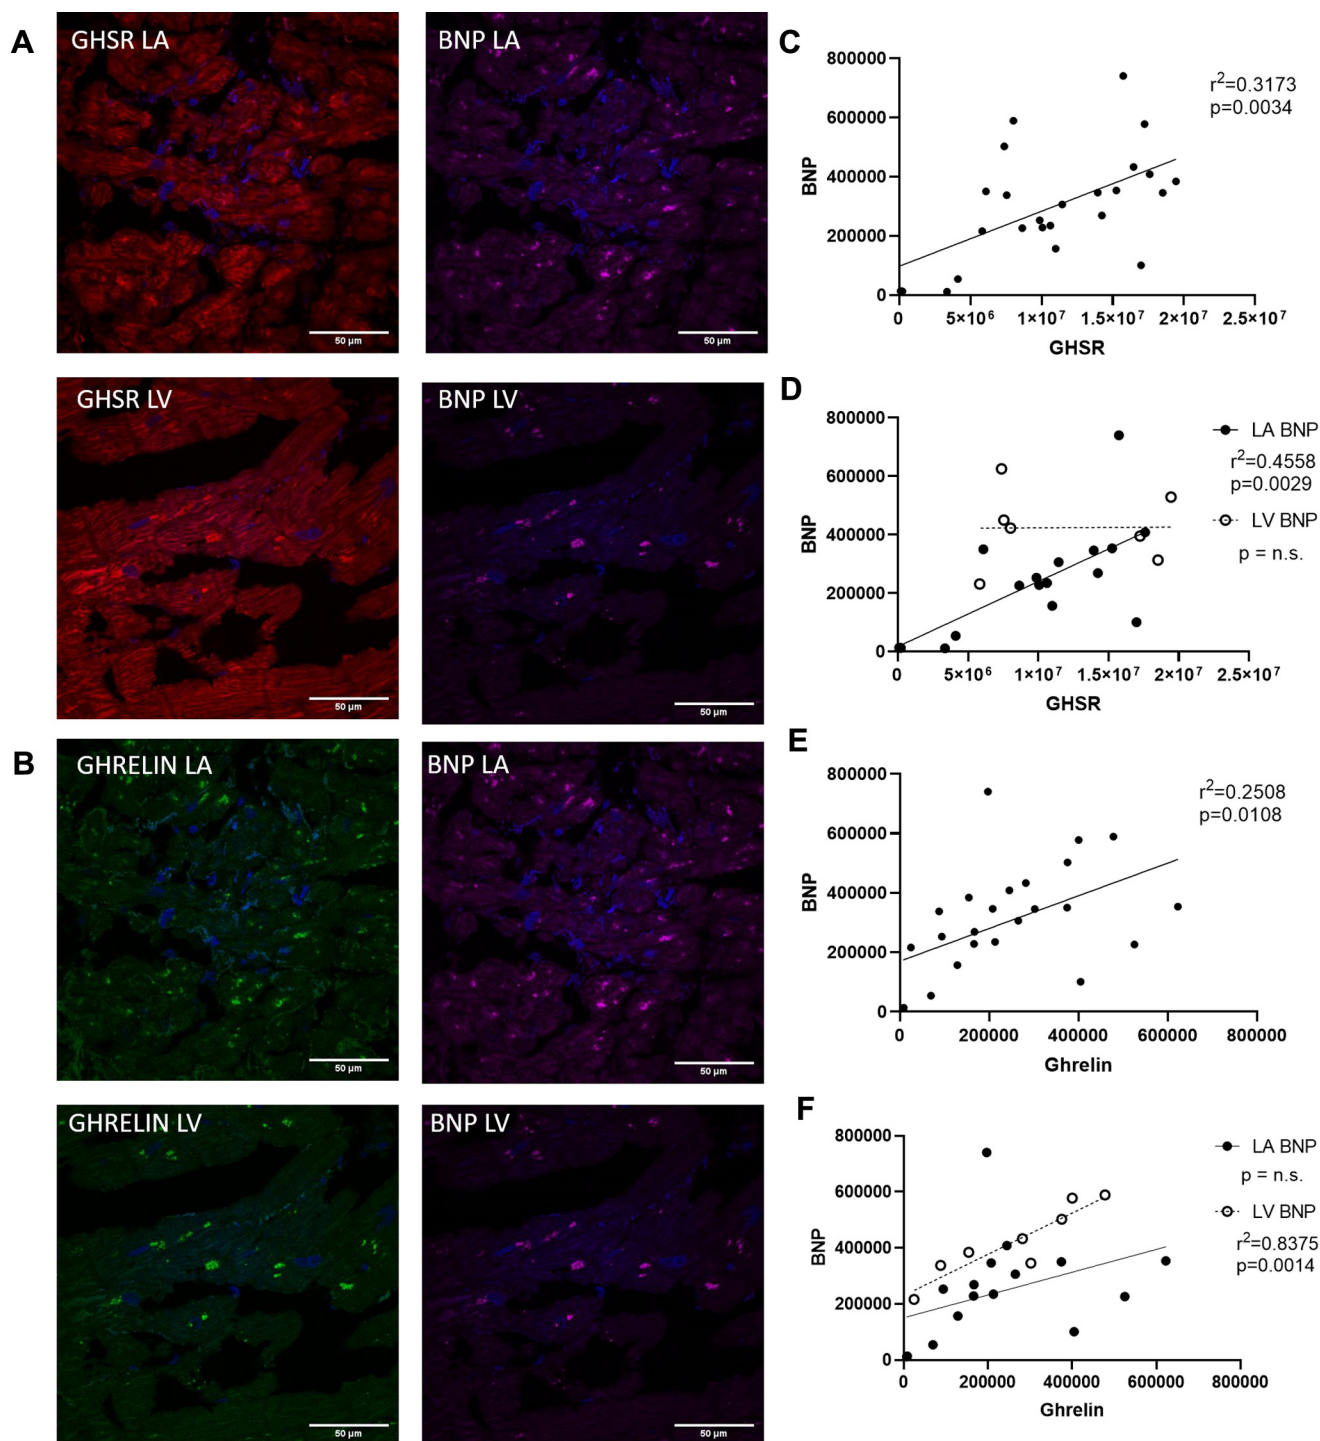 A
GHSR LA
50 µm
BNP LA
50 µm
GHSR LV
50 µm
BNP LV
50 µm
B
GHRELIN LA
50 µm
BNP LA
50 µm
GHRELIN LV
50 µm
BNP LV
50 µm
C
800000
600000
400000
200000
0
BNP
0
5×10⁶
1×10⁷
1.5×10⁷
2×10⁷
2.5×10⁷
GHSR
r²=0.3173
p=0.0034
D
800000
600000
400000
200000
0
BNP
0
5×10⁶
1×10⁷
1.5×10⁷
2×10⁷
2.5×10⁷
GHSR
LA BNP
r²=0.4558
p=0.0029
LV BNP
p = n.s.
E
800000
600000
400000
200000
0
BNP
0
200000
400000
600000
800000
Ghrelin
r²=0.2508
p=0.0108
F
800000
600000
400000
200000
0
BNP
0
200000
400000
600000
800000
Ghrelin
LA BNP
p = n.s.
LV BNP
r²=0.8375
p=0.0014